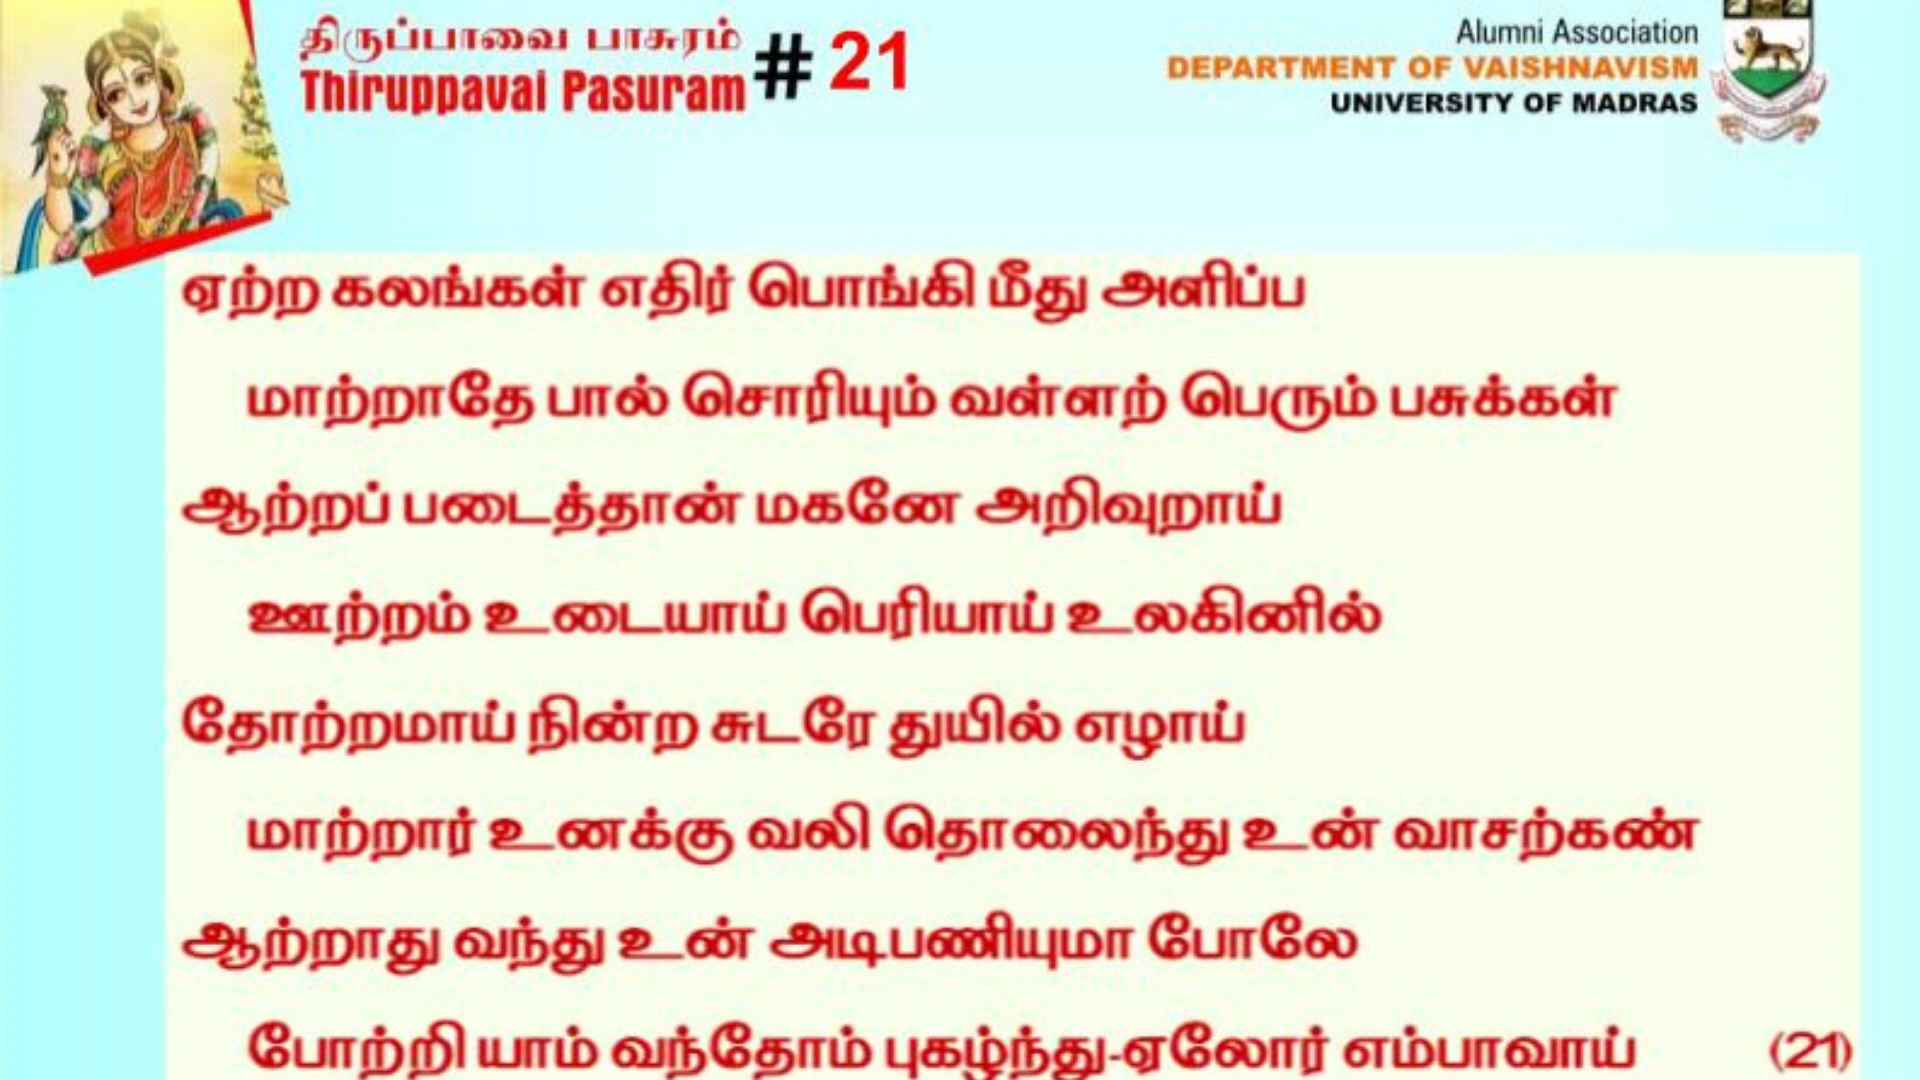 திருப்பாவை பாசுரம்
Thiruppavai Pasuram # 21
Alumni Association
DEPARTMENT OF VAISHNAVISM
UNIVERSITY OF MADRAS
ஏற்ற கலங்கள் எதிர் பொங்கி மீது அளிப்ப
மாற்றாதே பால் சொரியும் வள்ளற் பெரும் பசுக்கள்
ஆற்றப் படைத்தான் மகனே அறிவுறாய்
ஊற்றம் உடையாய் பெரியாய் உலகினில்
தோற்றமாய் நின்ற சுடரே துயில் எழாய்
மாற்றார் உனக்கு வலி தொலைந்து உன் வாசற்கண்
ஆற்றாது வந்து உன் அடிபணியுமா போலே
போற்றி யாம் வந்தோம் புகழ்ந்து-ஏலோர் எம்பாவாய் (21)